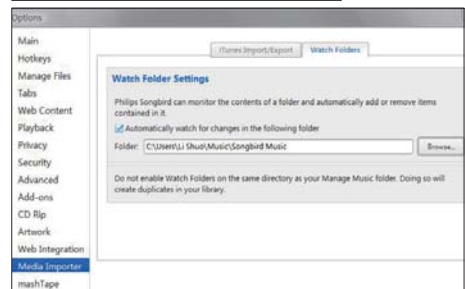 Options
Main
Hotkeys
Manage Files
Tabs
Web Content
Playback
Privacy
Security
Advanced
Add-ons
CD Rip
Artwork
Web Integration
Media Importer
mashTape
iTunes Import/Export
Watch Folders
Watch Folder Settings
Philips Songbird can monitor the contents of a folder and automatically add or remove items
contained in it.
Automatically watch for changes in the following folder
Folder: C:\Users\Li Shuo\Music\Songbird Music
Browse...
Do not enable Watch Folders on the same directory as your Manage Music folder. Doing so will
create duplicates in your library.